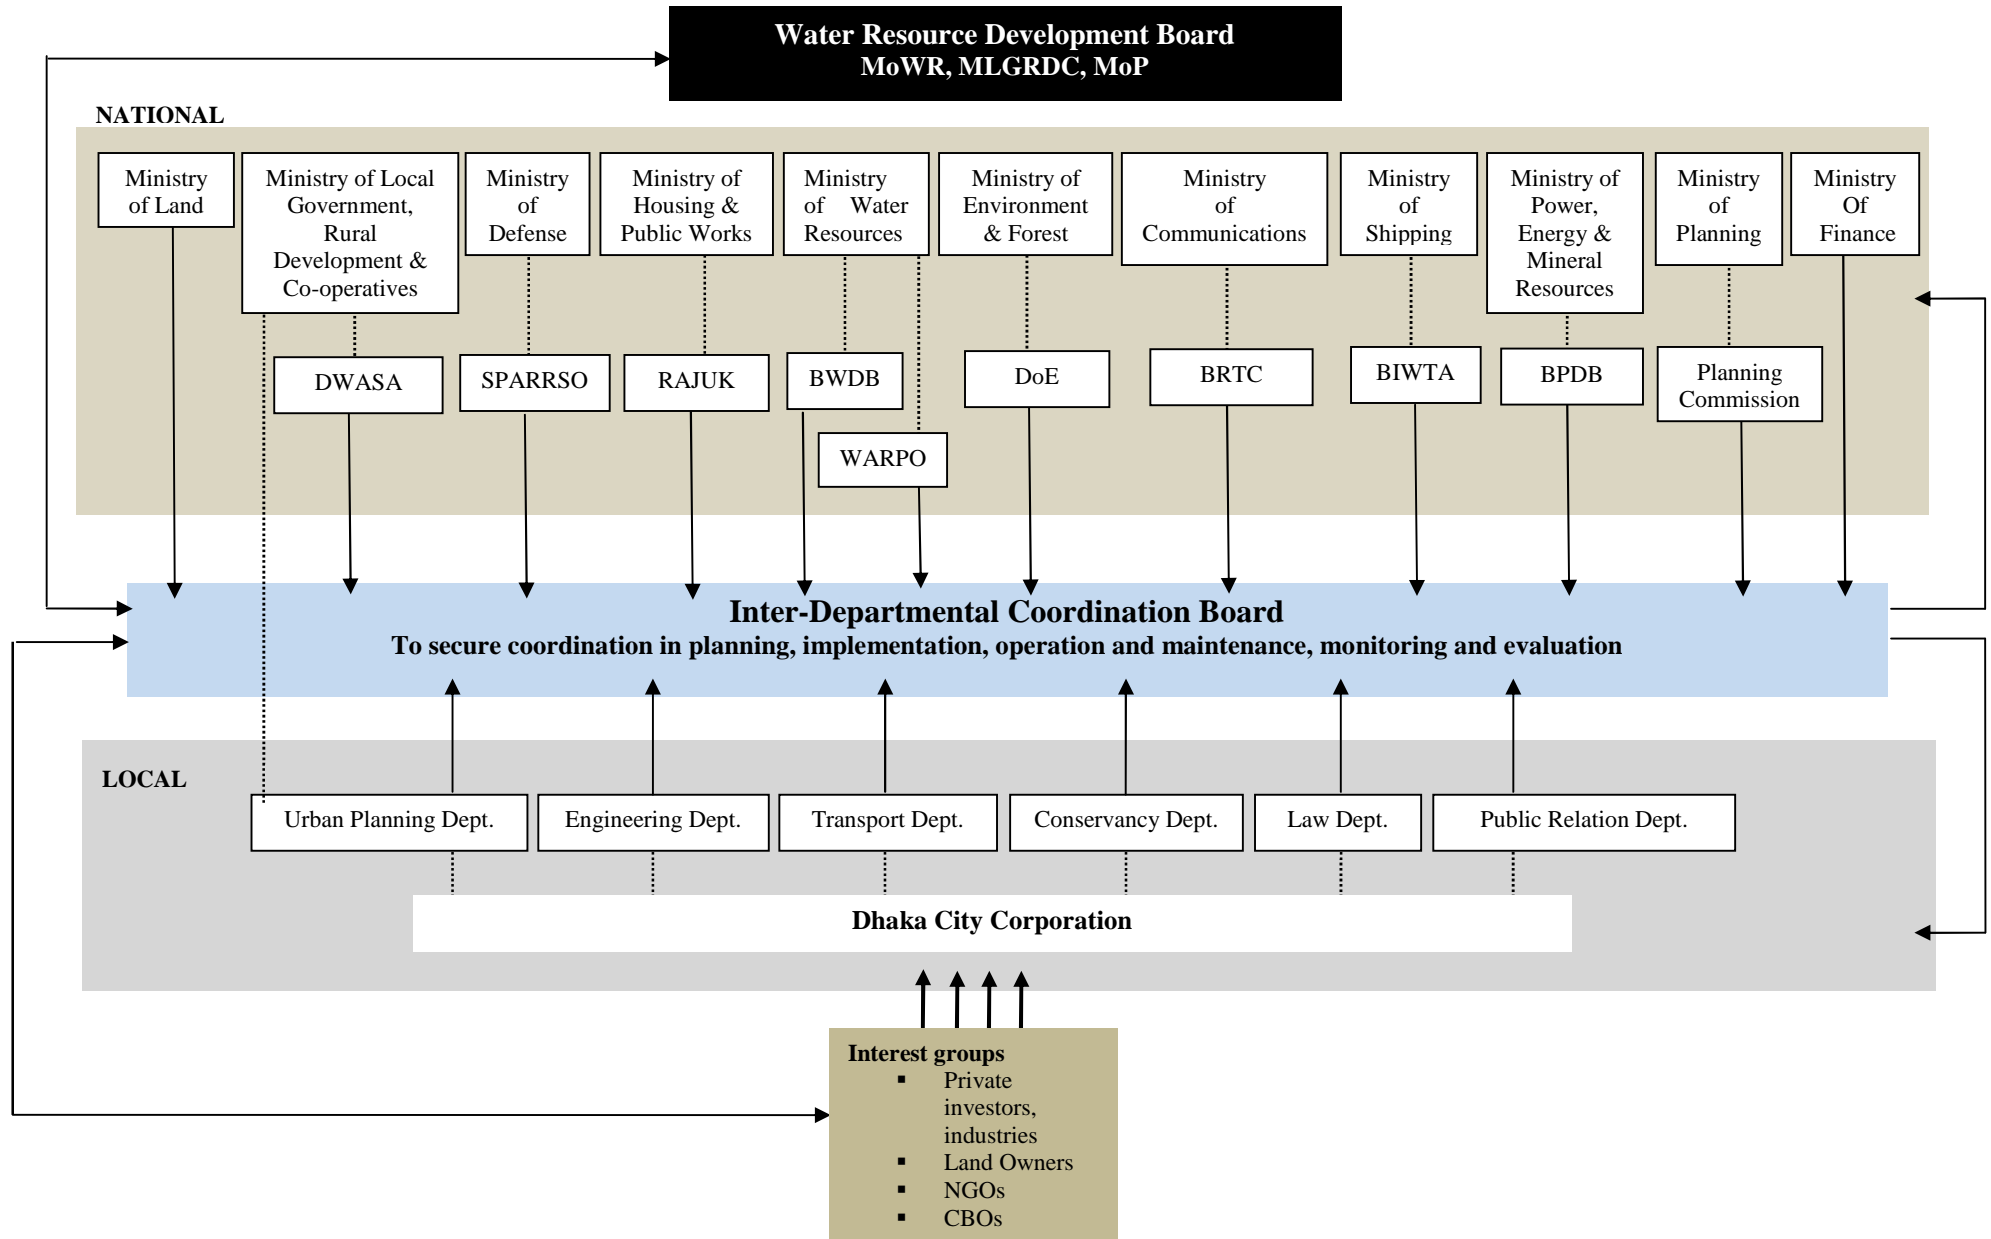 Water Resource Development Board
MoWR, MLGRDC, MoP
NATIONAL
Ministry
of Land
Ministry of Local
Government,
Rural
Development &
Co-operatives
Ministry
of
Defense
Ministry of
Housing &
Public Works
Ministry
of Water
Resources
Ministry of
Environment
& Forest
Ministry
of
Communications
Ministry
of
Shipping
Ministry of
Power,
Energy &
Mineral
Resources
Ministry
of
Planning
Ministry
Of
Finance
DWASA
SPARRSO
RAJUK
BWDB
WARPO
DoE
BRTC
BIWTA
BPDB
Planning
Commission
Inter-Departmental Coordination Board
To secure coordination in planning, implementation, operation and maintenance, monitoring and evaluation
LOCAL
Urban Planning Dept.
Engineering Dept.
Transport Dept.
Conservancy Dept.
Law Dept.
Public Relation Dept.
Dhaka City Corporation
Interest groups
▪ Private
investors,
industries
▪ Land Owners
▪ NGOs
▪ CBOs